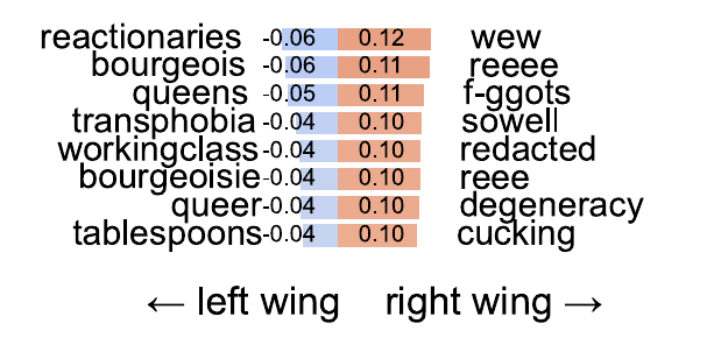 reactionaries -0.06 0.12 wew
bourgeois -0.06 0.11 reeee
queens -0.05 0.11 f-ggots
transphobia -0.04 0.10 sowell
workingclass -0.04 0.10 redacted
bourgeoisie -0.04 0.10 reee
queer -0.04 0.10 degeneracy
tablespoons -0.04 0.10 cucking
← left wing right wing →